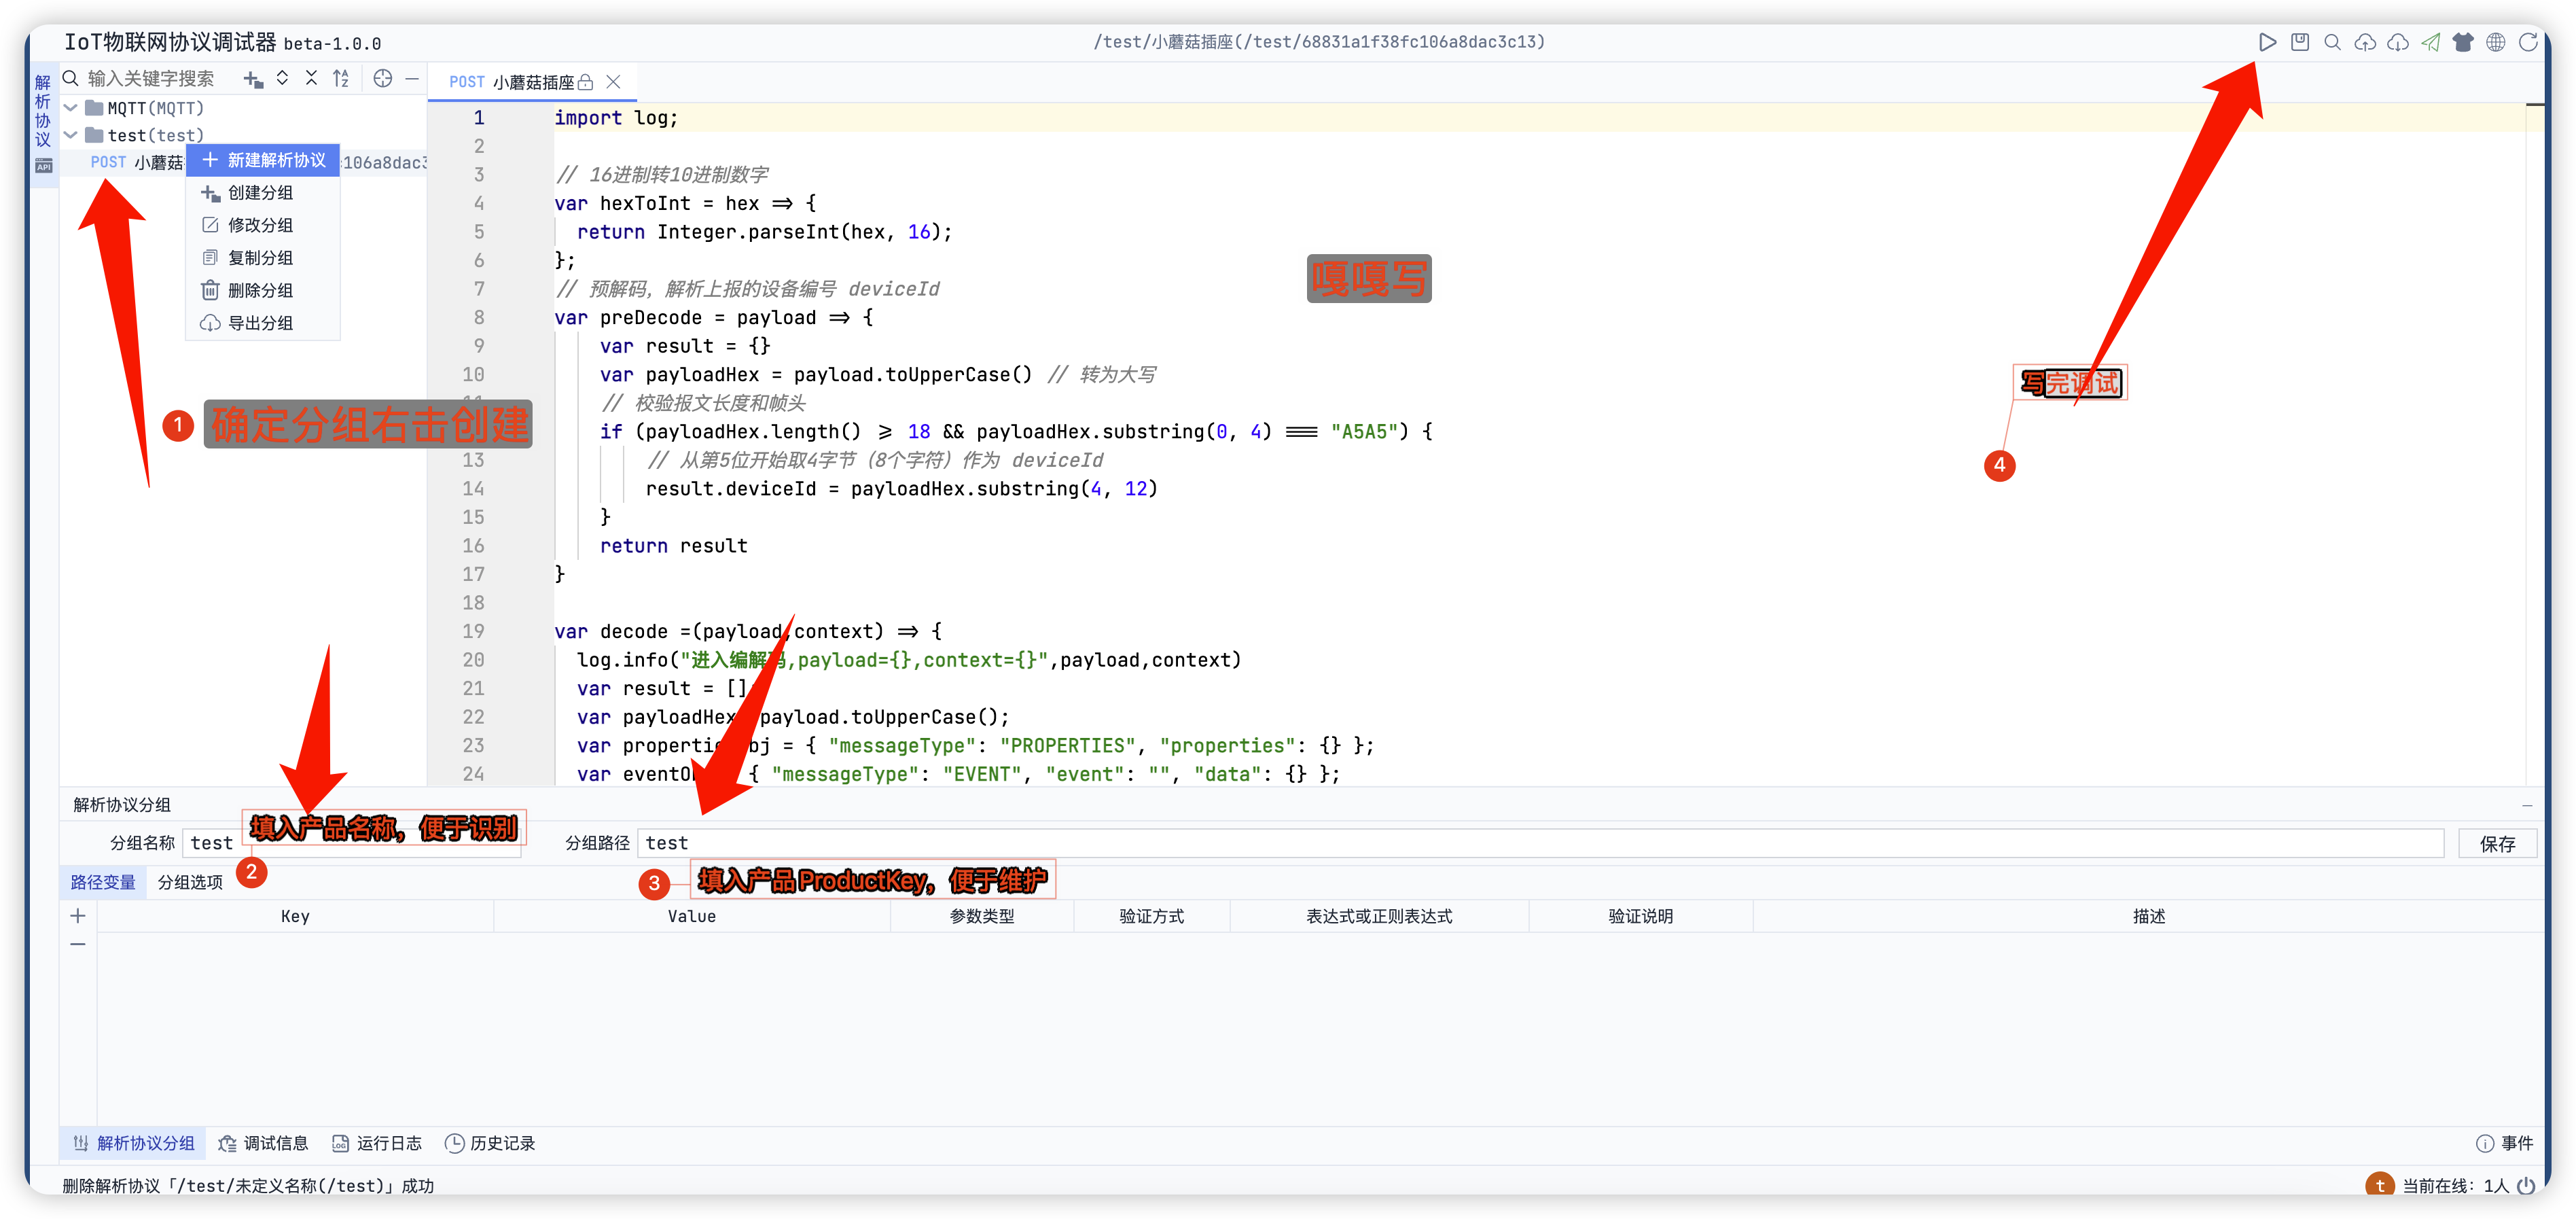 IoT物联网协议调试器 beta-1.0.0
/test/小蘑菇插座(/test/68831a1f38fc106a8dac3c13)
解析协议
输入关键字搜索
POST 小蘑菇插座
MQTT(MQTT)
test(test)
POST 小蘑菇
106a8dac3
新建解析协议
创建分组
修改分组
复制分组
删除分组
导出分组
1 确定分组右击创建
1 import log;
2
3 // 16进制转10进制数字
4 var hexToInt = hex => {
5 return Integer.parseInt(hex, 16);
6 };
7 // 预解码，解析上报的设备编号 deviceId
8 var preDecode = payload => {
9 var result = {}
10 var payloadHex = payload.toUpperCase() // 转为大写
// 校验报文长度和帧头
if (payloadHex.length() >= 18 && payloadHex.substring(0, 4) === "A5A5") {
13 // 从第5位开始取4字节（8个字符）作为 deviceId
14 result.deviceId = payloadHex.substring(4, 12)
15 }
16 return result
17 }
18
19 var decode =(payload,context) => {
20 log.info("进入编解码,payload={},context={}",payload,context)
21 var result = []
22 var payloadHex payload.toUpperCase();
23 var propertie bj = { "messageType": "PROPERTIES", "properties": {} };
24 var eventO { "messageType": "EVENT", "event": "", "data": {} };
嘎嘎写
写完调试
4
解析协议分组
分组名称 test
填入产品名称，便于识别
2
分组路径 test
保存
3 填入产品 ProductKey，便于维护
路径变量 分组选项
Key Value 参数类型 验证方式 表达式或正则表达式 验证说明 描述
解析协议分组 调试信息 运行日志 历史记录 事件
删除解析协议「/test/未定义名称(/test)」成功
t 当前在线：1人